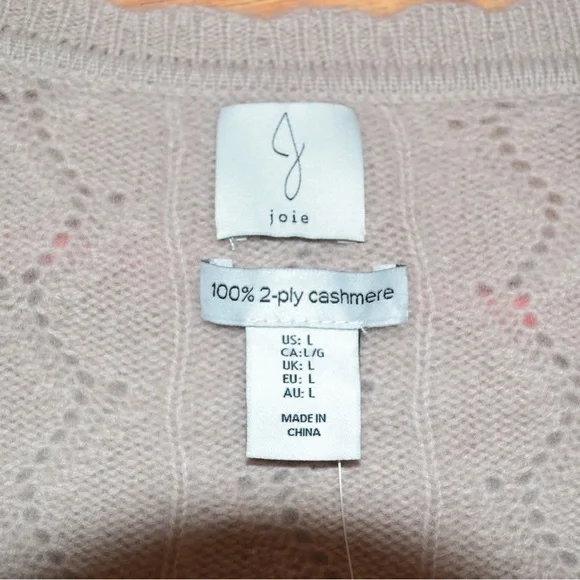 J
joie
100% 2-ply cashmere
US: L
CA:L/G
UK: L
EU: L
AU: L
MADE IN
CHINA